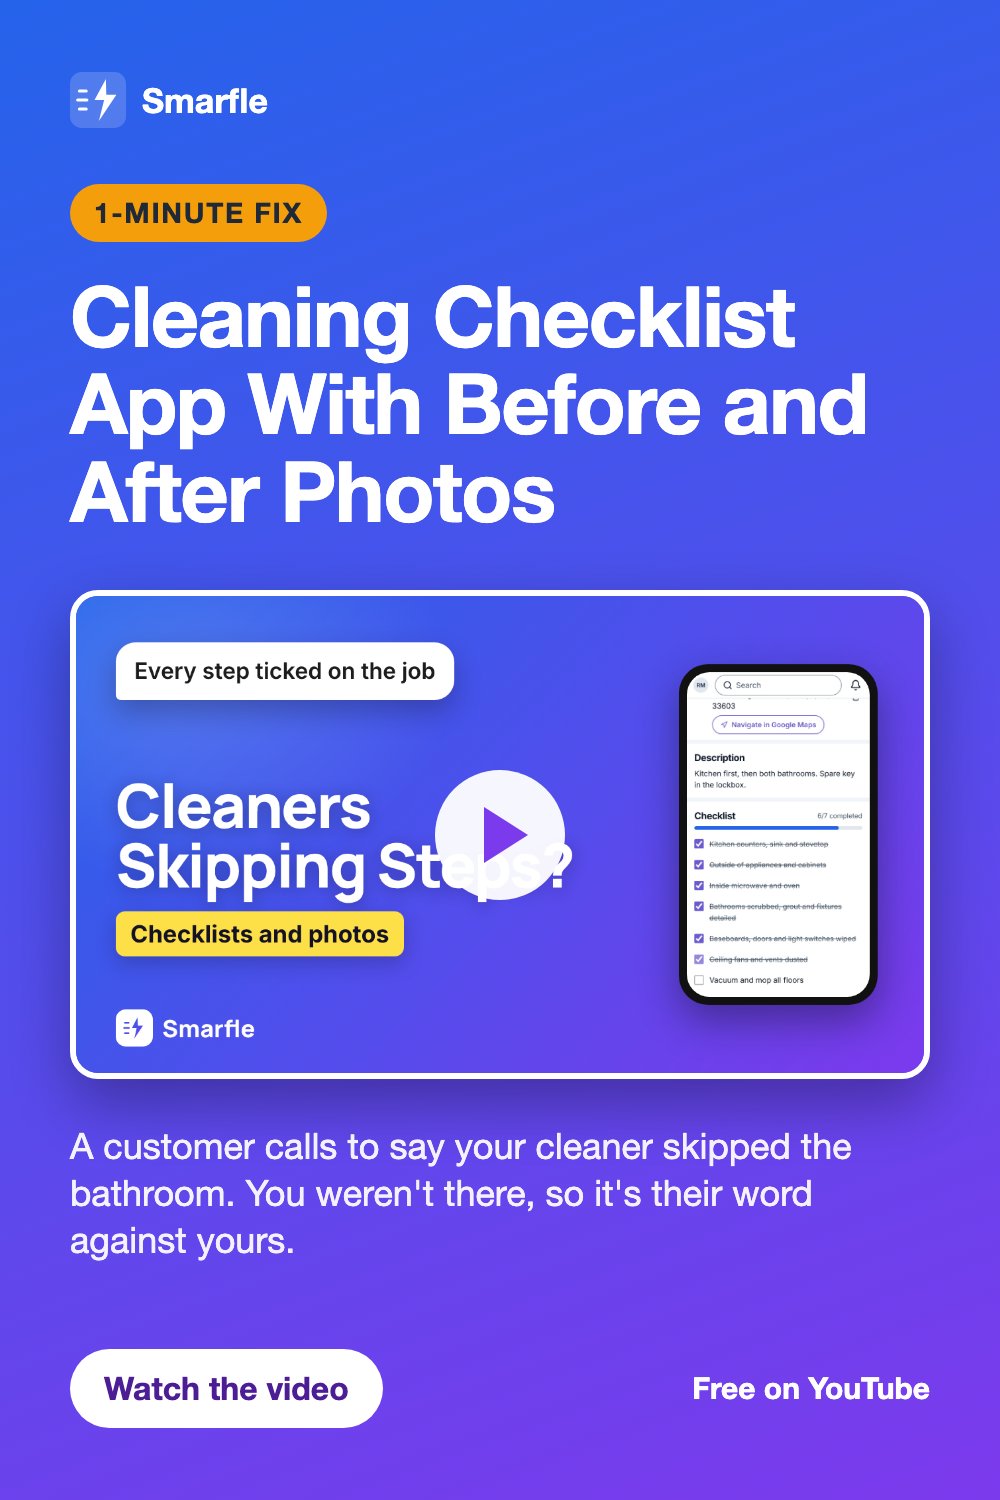 Smarfle
1-MINUTE FIX
Cleaning Checklist
App With Before and
After Photos
Every step ticked on the job
Cleaners
Skipping Steps?
Checklists and photos
Smarfle
RM
Search
33603
Navigate in Google Maps
Description
Kitchen first, then both bathrooms. Spare key
in the lockbox.
Checklist
6/7 completed
Kitchen counters, sink and stovetop
Outside of appliances and cabinets
Inside microwave and oven
Bathrooms scrubbed, grout and fixtures
detailed
Baseboards, doors and light switches wiped
Ceiling fans and vents dusted
Vacuum and mop all floors
A customer calls to say your cleaner skipped the
bathroom. You weren't there, so it's their word
against yours.
Watch the video
Free on YouTube